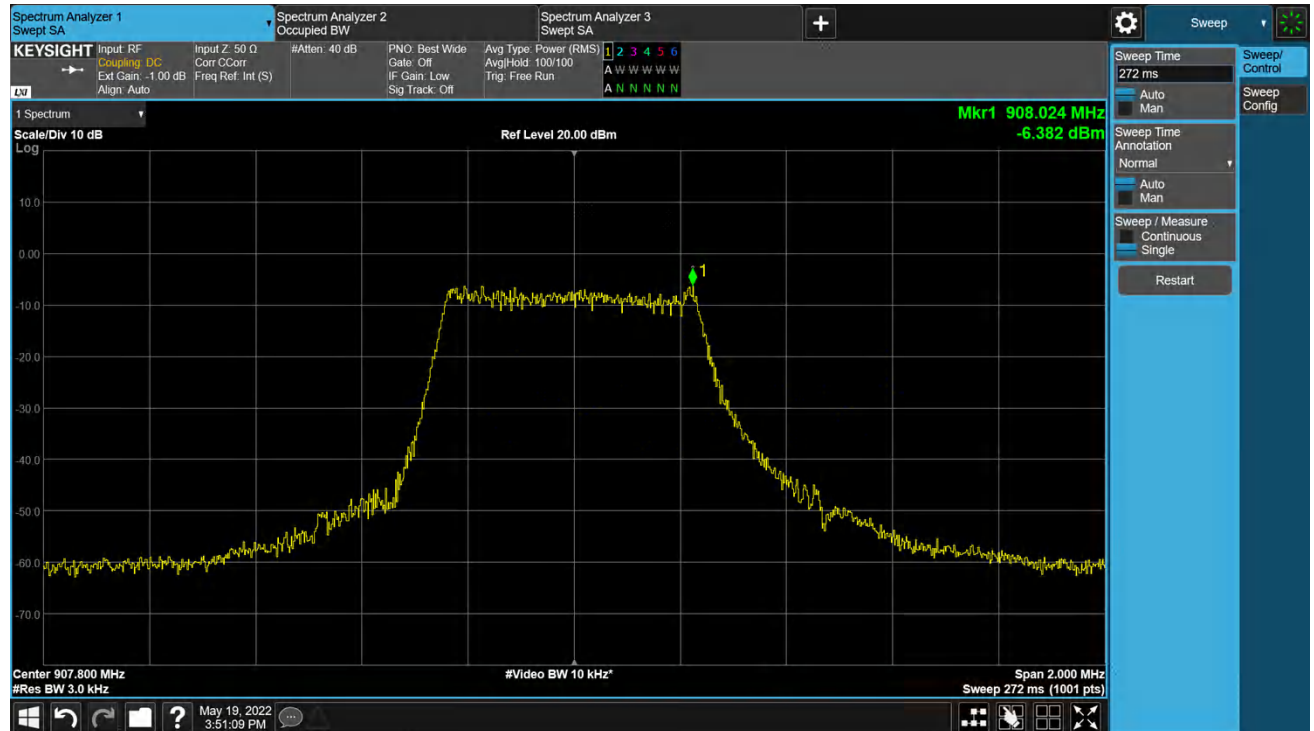 Spectrum Analyzer 1
Swept SA
Spectrum Analyzer 2
Occupied BW
Spectrum Analyzer 3
Swept SA
+
Sweep
KEYSIGHT
LXI
Input: RF
Coupling: DC
Ext Gain: -1.00 dB
Align: Auto
Input Z: 50 Ω
Corr CCorr
Freq Ref: Int (S)
#Atten: 40 dB
PNO: Best Wide
Gate: Off
IF Gain: Low
Sig Track: Off
Avg Type: Power (RMS)
Avg|Hold: 100/100
Trig: Free Run
1 2 3 4 5 6
A W W W W W
A N N N N N
1 Spectrum
Scale/Div 10 dB
Log
Ref Level 20.00 dBm
Mkr1 908.024 MHz
-6.382 dBm
10.0
0.00
-10.0
-20.0
-30.0
-40.0
-50.0
-60.0
-70.0
1
Center 907.800 MHz
#Res BW 3.0 kHz
#Video BW 10 kHz*
Span 2.000 MHz
Sweep 272 ms (1001 pts)
Sweep Time
272 ms
Auto
Man
Sweep Time
Annotation
Normal
Auto
Man
Sweep / Measure
Continuous
Single
Restart
Sweep/
Control
Sweep
Config
?
May 19, 2022
3:51:09 PM